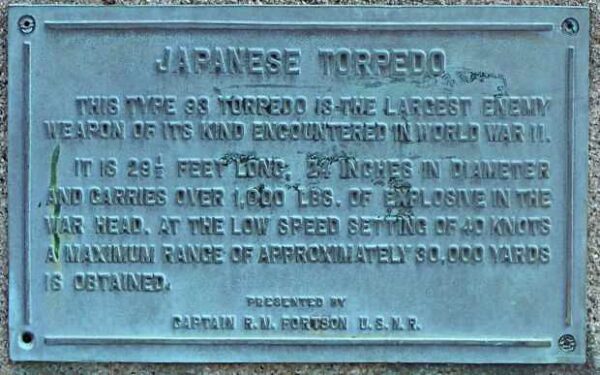 JAPANESE TORPEDO
THIS TYPE 93 TORPEDO IS THE LARGEST ENEMY
WEAPON OF ITS KIND ENCOUNTERED IN WORLD WAR II.
IT IS 29½ FEET LONG, 24 INCHES IN DIAMETER
AND CARRIES OVER 1,000 LBS. OF EXPLOSIVE IN THE
WAR HEAD. AT THE LOW SPEED SETTING OF 40 KNOTS
A MAXIMUM RANGE OF APPROXIMATELY 30,000 YARDS
IS OBTAINED.
PRESENTED BY
CAPTAIN R.M. FORTSON U.S.N.R.